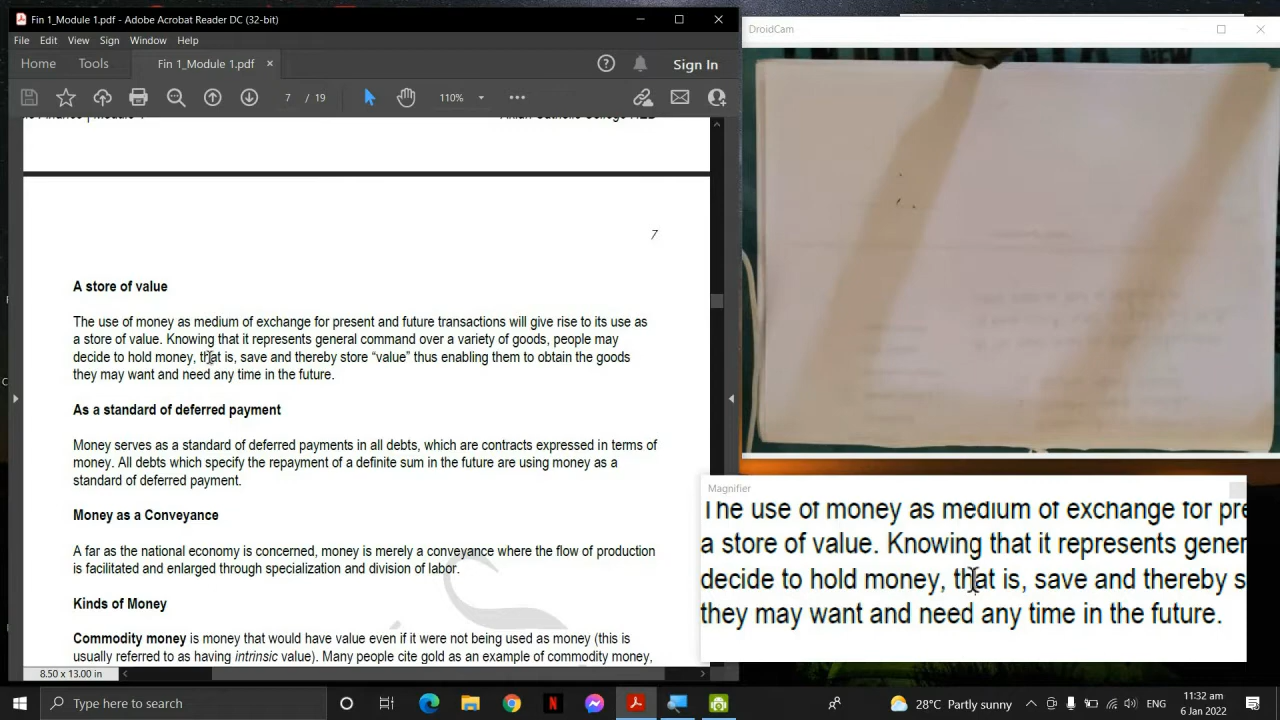 Fin 1_Module 1.pdf - Adobe Acrobat Reader DC (32-bit)
File Edit View Sign Window Help
Home Tools Fin 1_Module 1.pdf × Sign In
7 / 19 110%
7
A store of value
The use of money as medium of exchange for present and future transactions will give rise to its use as
a store of value. Knowing that it represents general command over a variety of goods, people may
decide to hold money, that is, save and thereby store “value” thus enabling them to obtain the goods
they may want and need any time in the future.
As a standard of deferred payment
Money serves as a standard of deferred payments in all debts, which are contracts expressed in terms of
money. All debts which specify the repayment of a definite sum in the future are using money as a
standard of deferred payment.
Money as a Conveyance
A far as the national economy is concerned, money is merely a conveyance where the flow of production
is facilitated and enlarged through specialization and division of labor.
Kinds of Money
Commodity money is money that would have value even if it were not being used as money (this is
usually referred to as having intrinsic value). Many people cite gold as an example of commodity money,
8.50 x 13.00 in
DroidCam
Magnifier
The use of money as medium of exchange for pre
a store of value. Knowing that it represents gener
decide to hold money, that is, save and thereby s
they may want and need any time in the future.
Type here to search
28°C Partly sunny
ENG
11:32 am
6 Jan 2022